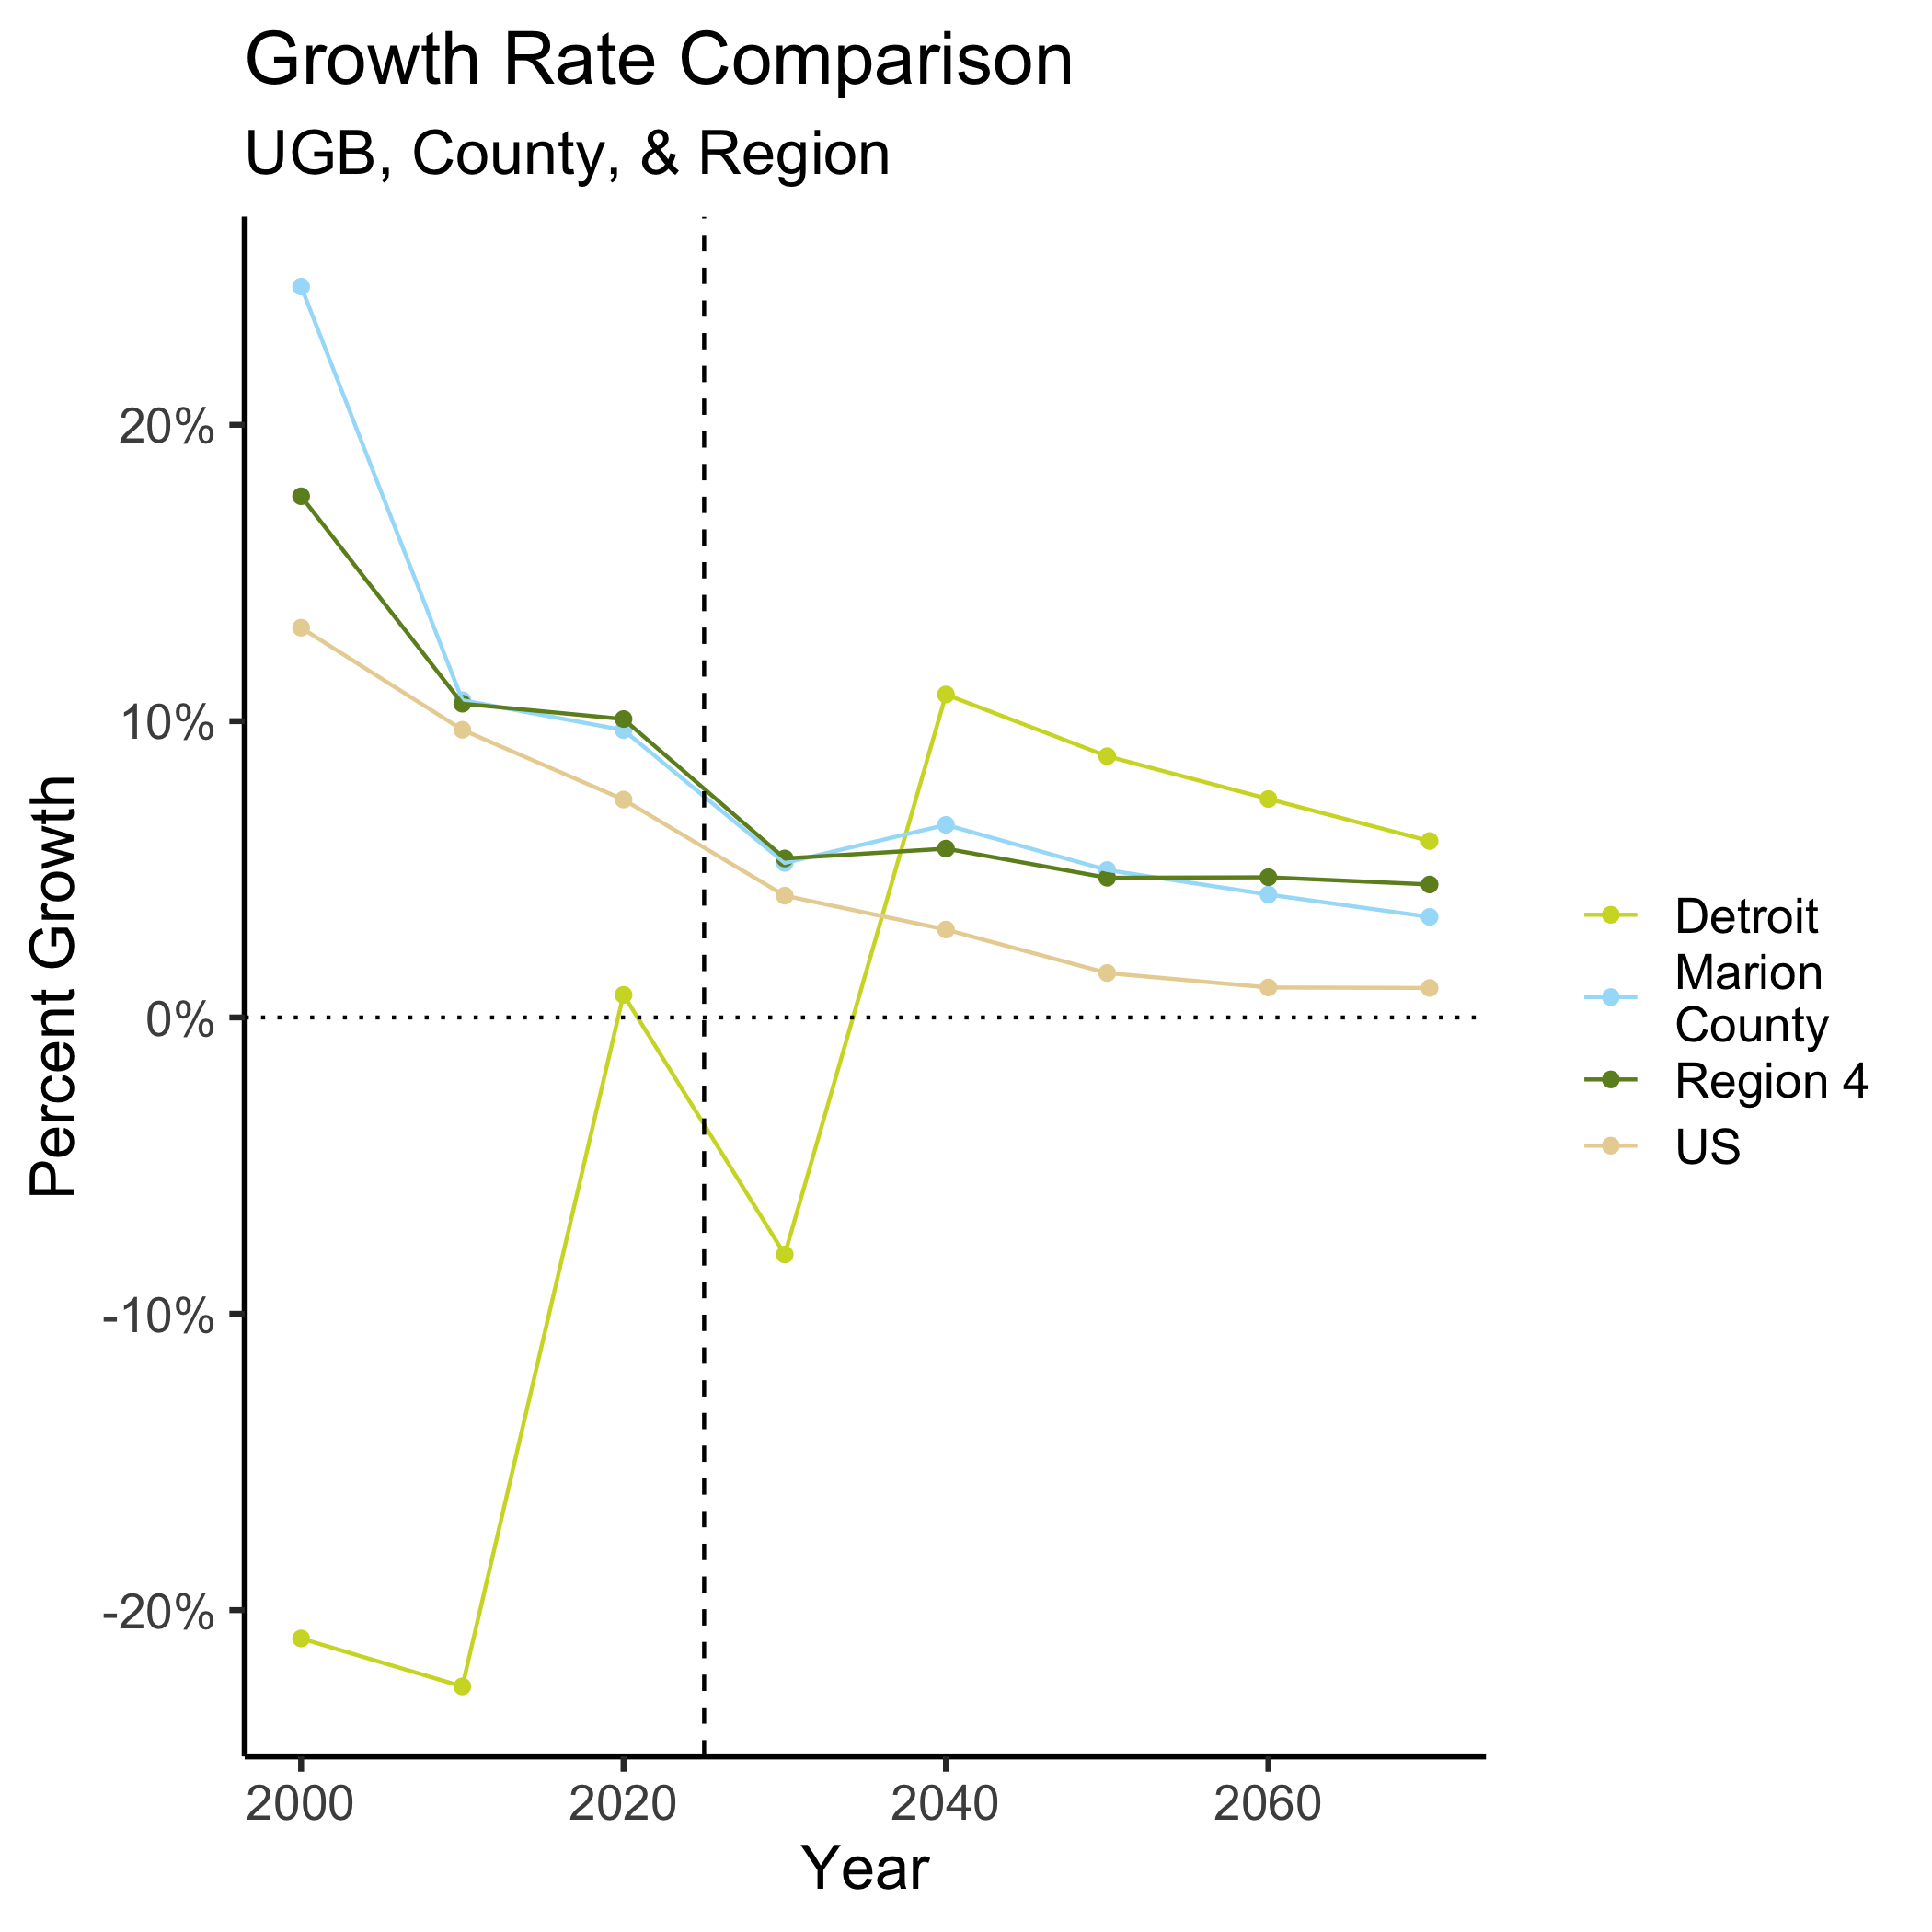 Growth Rate Comparison
UGB, County, & Region
Percent Growth
20%
10%
0%
-10%
-20%
2000
2020
2040
2060
Year
Detroit
Marion
County
Region 4
US